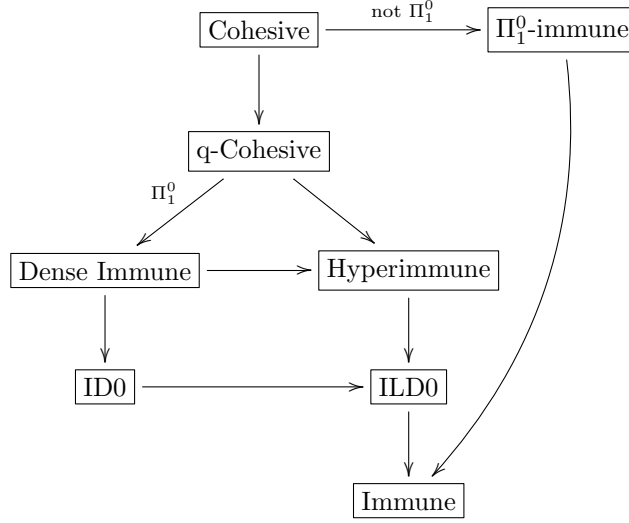 Cohesive
not Π⁰₁
Π⁰₁-immune
q-Cohesive
Π⁰₁
Dense Immune
Hyperimmune
ID0
ILD0
Immune